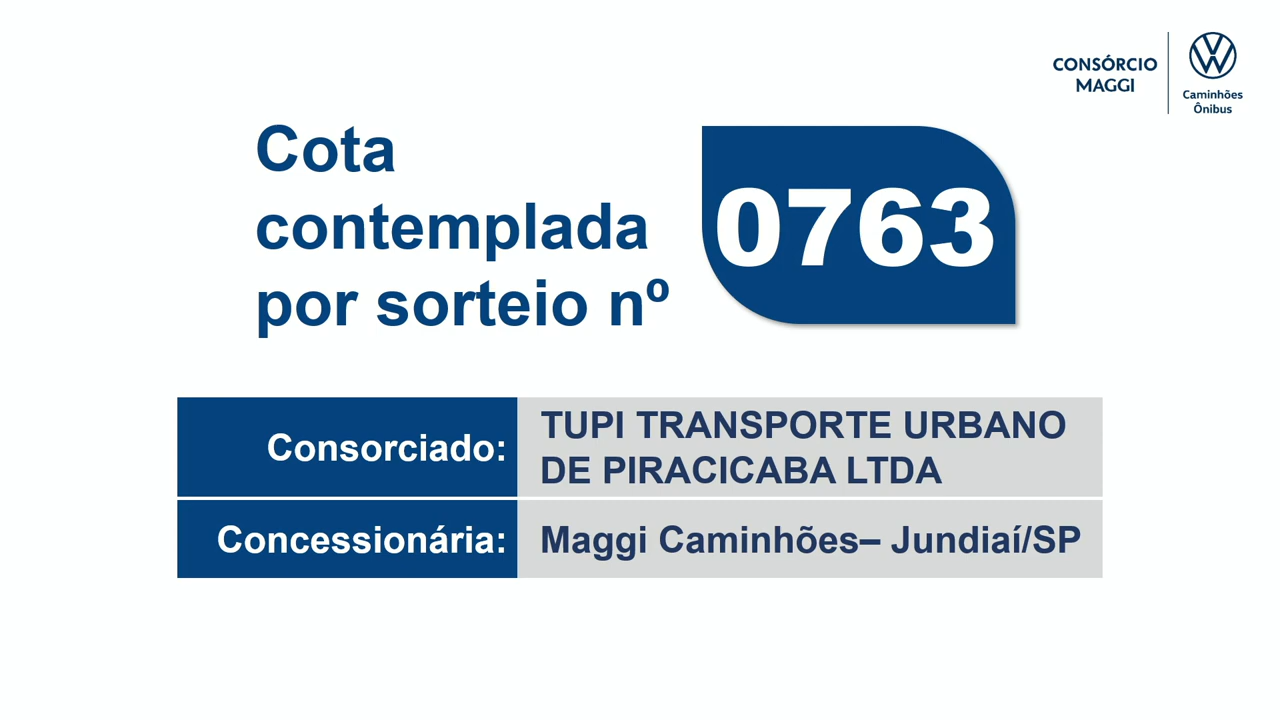 CONSÓRCIO
MAGGI
Caminhões
Ônibus
Cota
contemplada
por sorteio nº
0763
Consorciado:
TUPI TRANSPORTE URBANO
DE PIRACICABA LTDA
Concessionária:
Maggi Caminhões– Jundiaí/SP